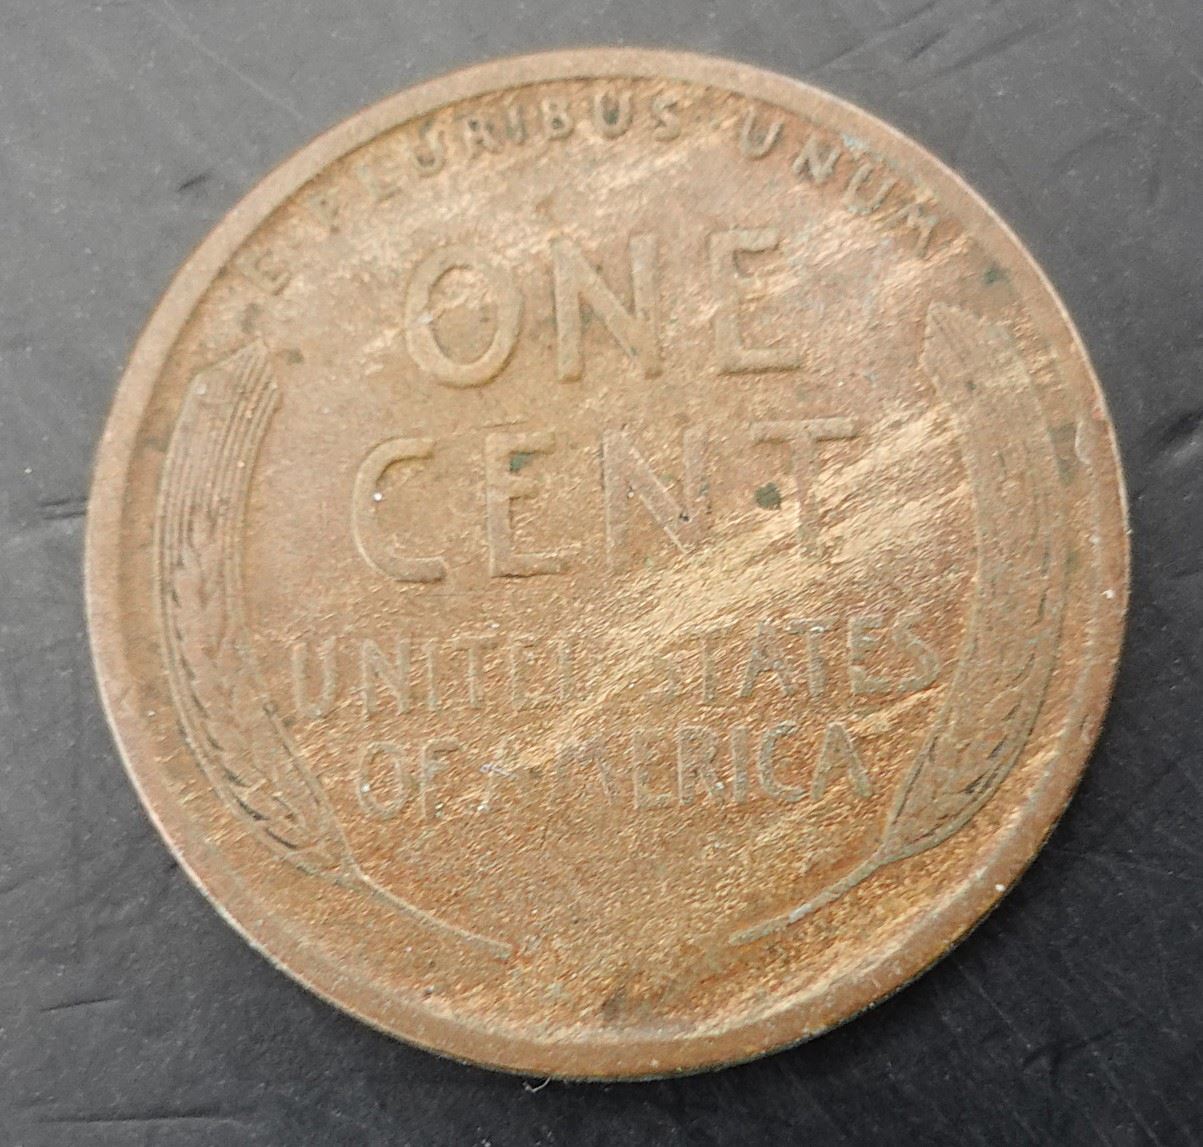 E PLURIBUS UNUM
ONE
CENT
UNITED STATES
OF AMERICA